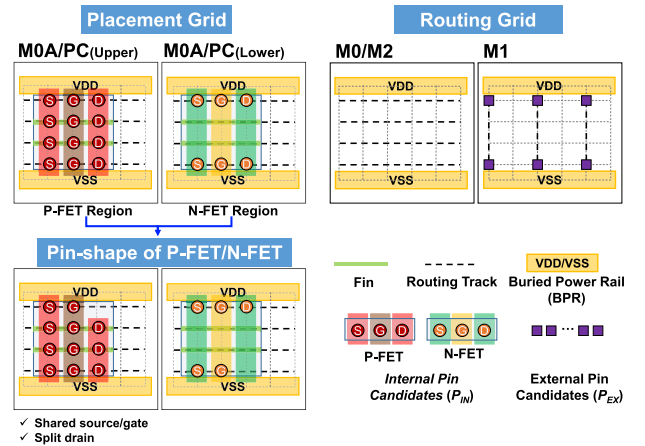 Placement Grid
Routing Grid
M0A/PC(Upper)
M0A/PC(Lower)
M0/M2
M1
VDD
VDD
VDD
VDD
S G D
S G D
S G D
S G D
S G D
S G D
VSS
VSS
VSS
VSS
P-FET Region
N-FET Region
Pin-shape of P-FET/N-FET
VDD
VDD
S G
S G D
S G D
S G D
S G D
S G
VSS
VSS
Fin
Routing Track
VDD/VSS
Buried Power Rail
(BPR)
S G D
S G D
P-FET
N-FET
Internal Pin
Candidates (PIN)
...
External Pin
Candidates (PEX)
✓ Shared source/gate
✓ Split drain